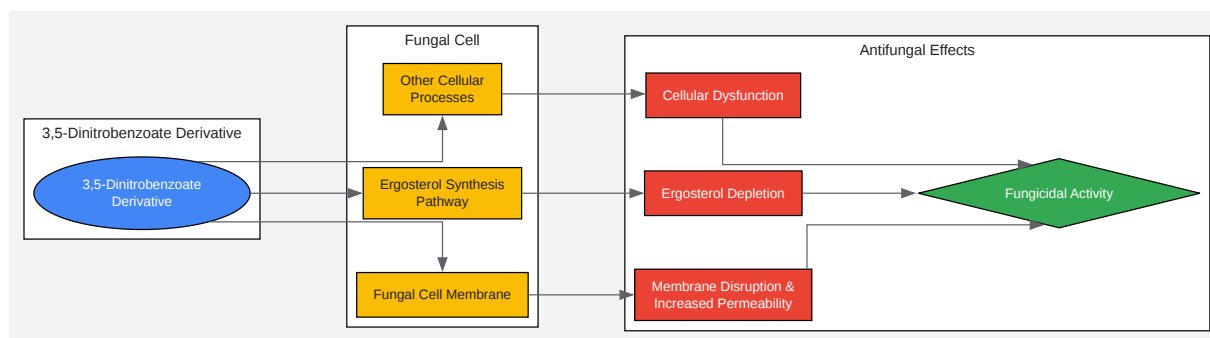 3,5-Dinitrobenzoate Derivative
3,5-Dinitrobenzoate
Derivative
Fungal Cell
Other Cellular
Processes
Ergosterol Synthesis
Pathway
Fungal Cell Membrane
Antifungal Effects
Cellular Dysfunction
Ergosterol Depletion
Membrane Disruption &
Increased Permeability
Fungicidal Activity